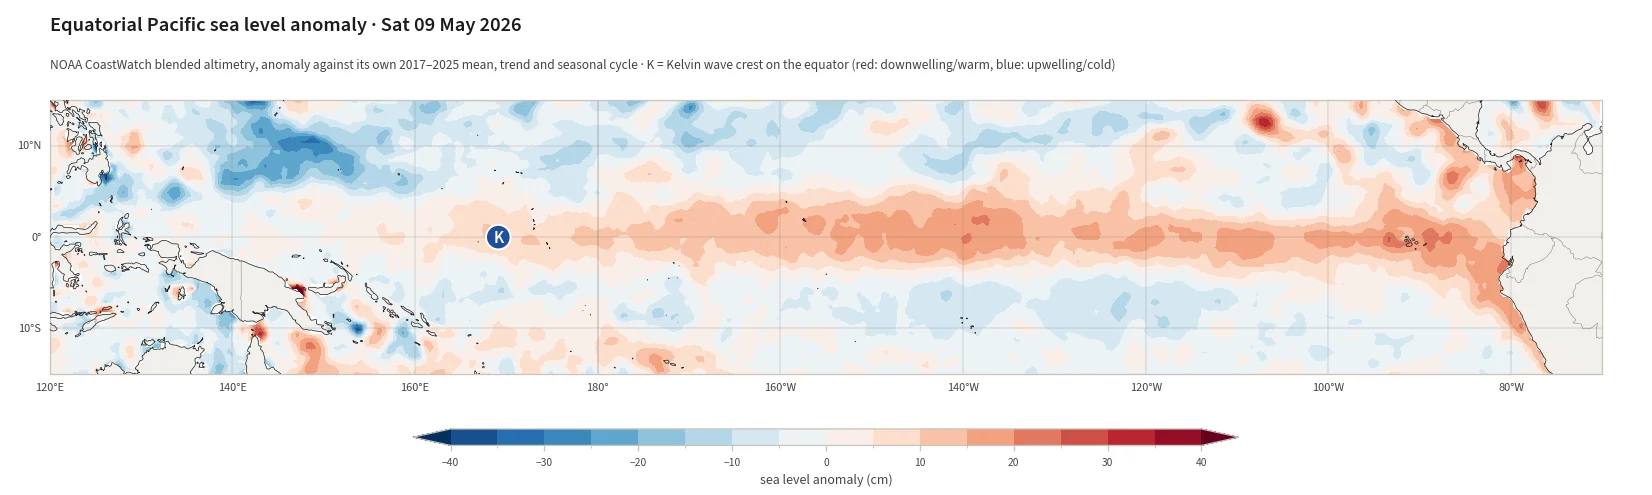 Equatorial Pacific sea level anomaly · Sat 09 May 2026
NOAA CoastWatch blended altimetry, anomaly against its own 2017–2025 mean, trend and seasonal cycle · K = Kelvin wave crest on the equator (red: downwelling/warm, blue: upwelling/cold)
10°N
0°
K
10°S
120°E 140°E 160°E 180° 160°W 140°W 120°W 100°W 80°W
−40 −30 −20 −10 0 10 20 30 40
sea level anomaly (cm)